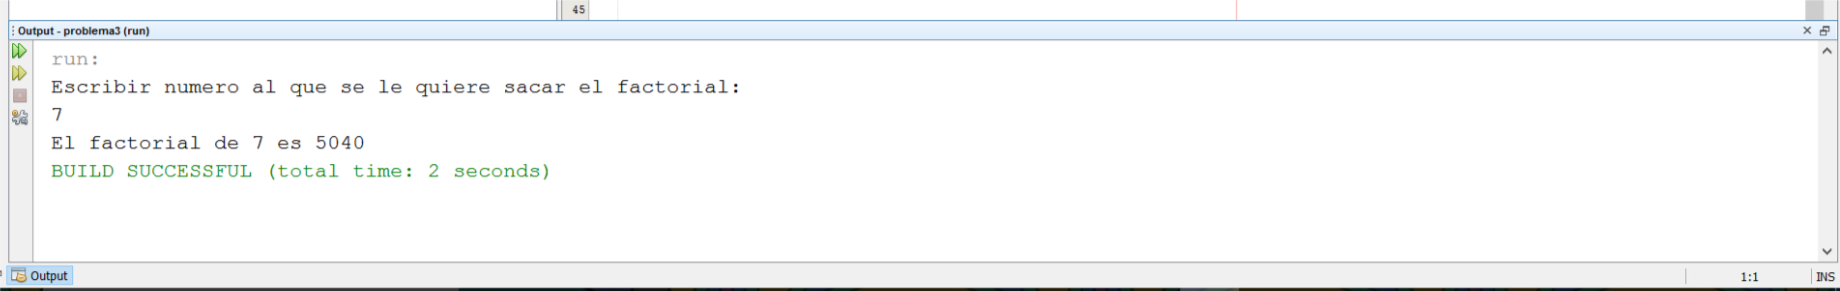 45
Output - problema3 (run)
run:
Escribir numero al que se le quiere sacar el factorial:
7
El factorial de 7 es 5040
BUILD SUCCESSFUL (total time: 2 seconds)
Output
1:1
INS